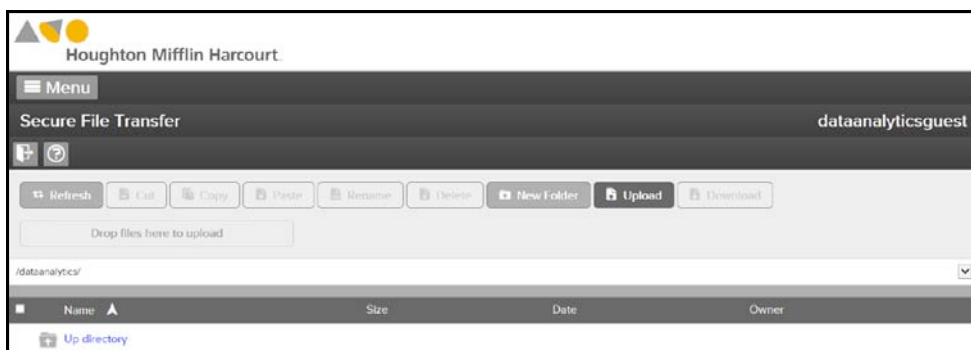 Houghton Mifflin Harcourt
Menu
Secure File Transfer dataanalyticsguest
Refresh Cut Copy Paste Rename Delete New Folder Upload Download
Drop files here to upload
/dataanalytics/
Name Size Date Owner
Up directory